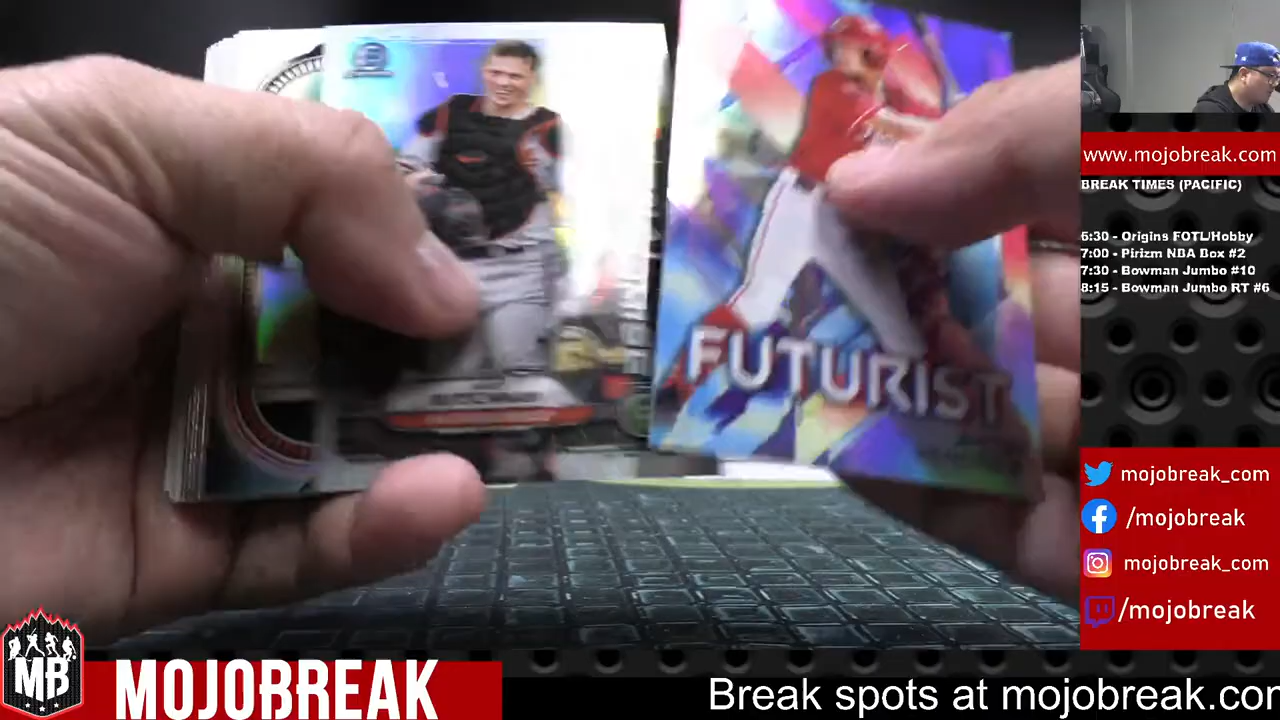 FUTURIST
www.mojobreak.com
BREAK TIMES (PACIFIC)
5:30 - Origins FOTL/Hobby
7:00 - Pirizm NBA Box #2
7:30 - Bowman Jumbo #10
8:15 - Bowman Jumbo RT #6
mojobreak_com
/mojobreak
mojobreak_com
/mojobreak
MB
MOJOBREAK
Break spots at mojobreak.cor